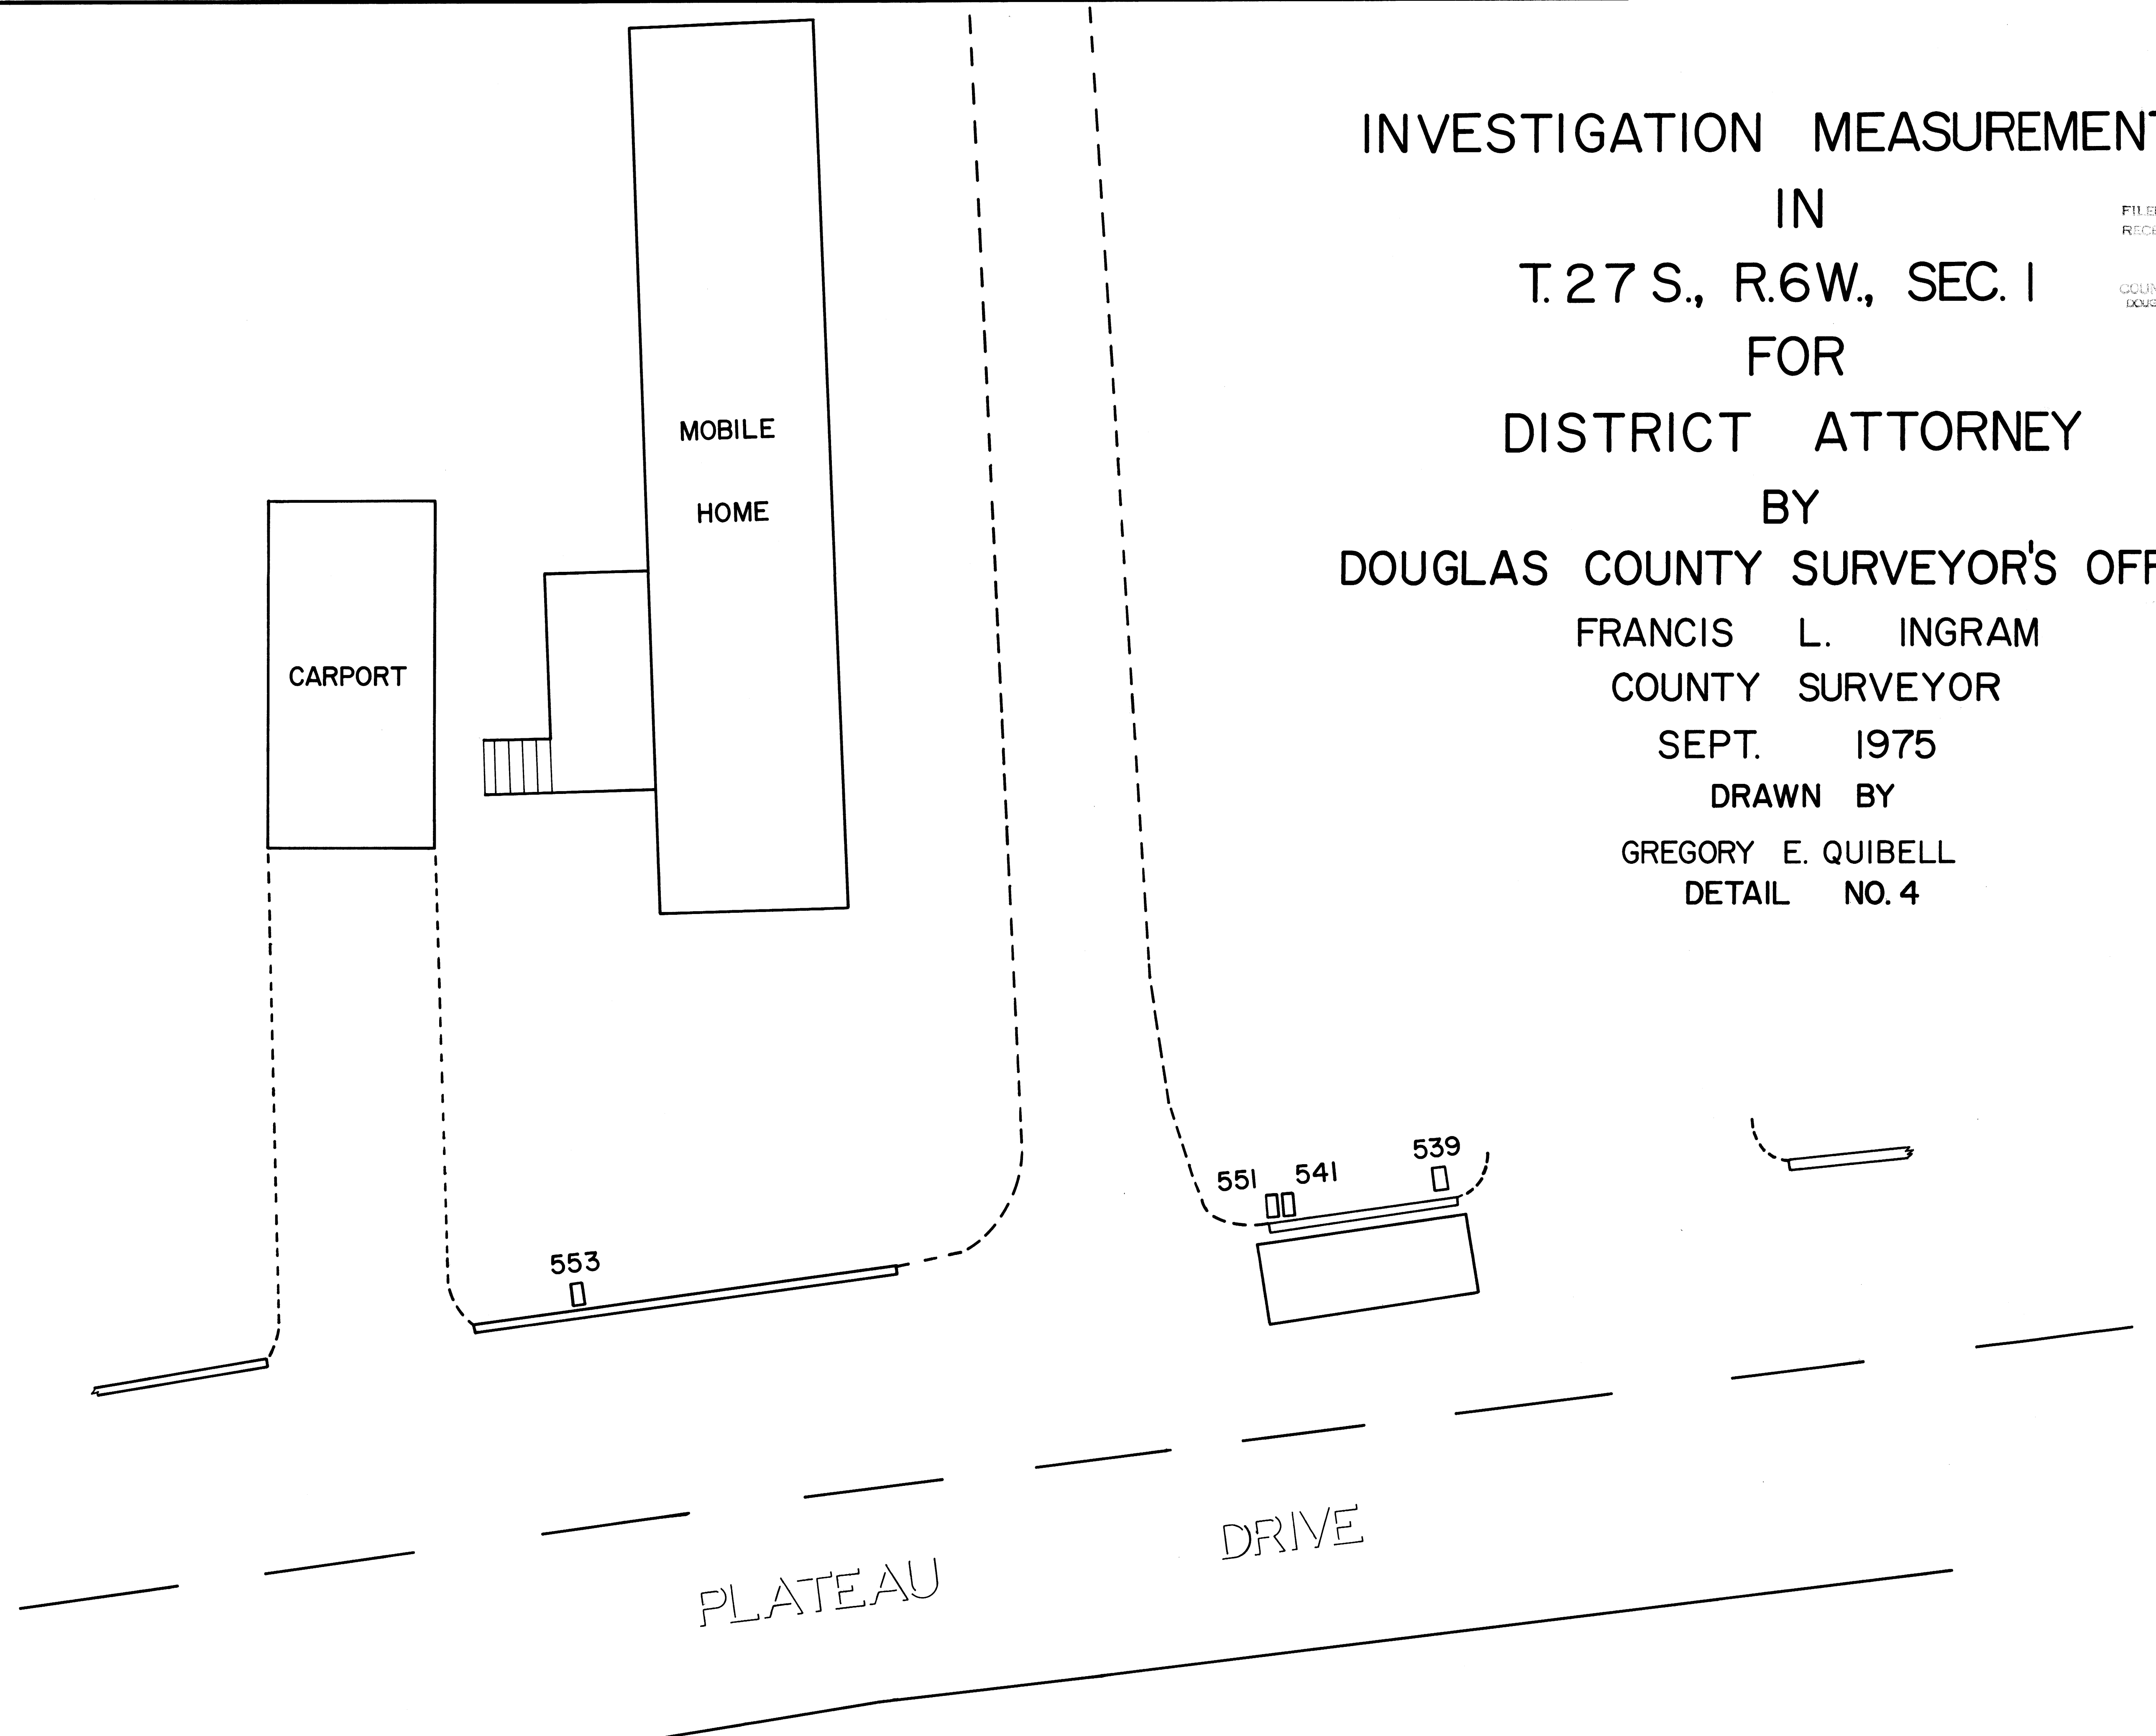 INVESTIGATION MEASUREMENT
IN
T. 27 S., R. 6 W., SEC. 1
FOR
DISTRICT ATTORNEY
BY
DOUGLAS COUNTY SURVEYOR'S OFF
FRANCIS L. INGRAM
COUNTY SURVEYOR
SEPT. 1975
DRAWN BY
GREGORY E. QUIBELL
DETAIL NO. 4
MOBILE
HOME
CARPORT
539
551 541
553
PLATEAU DRIVE